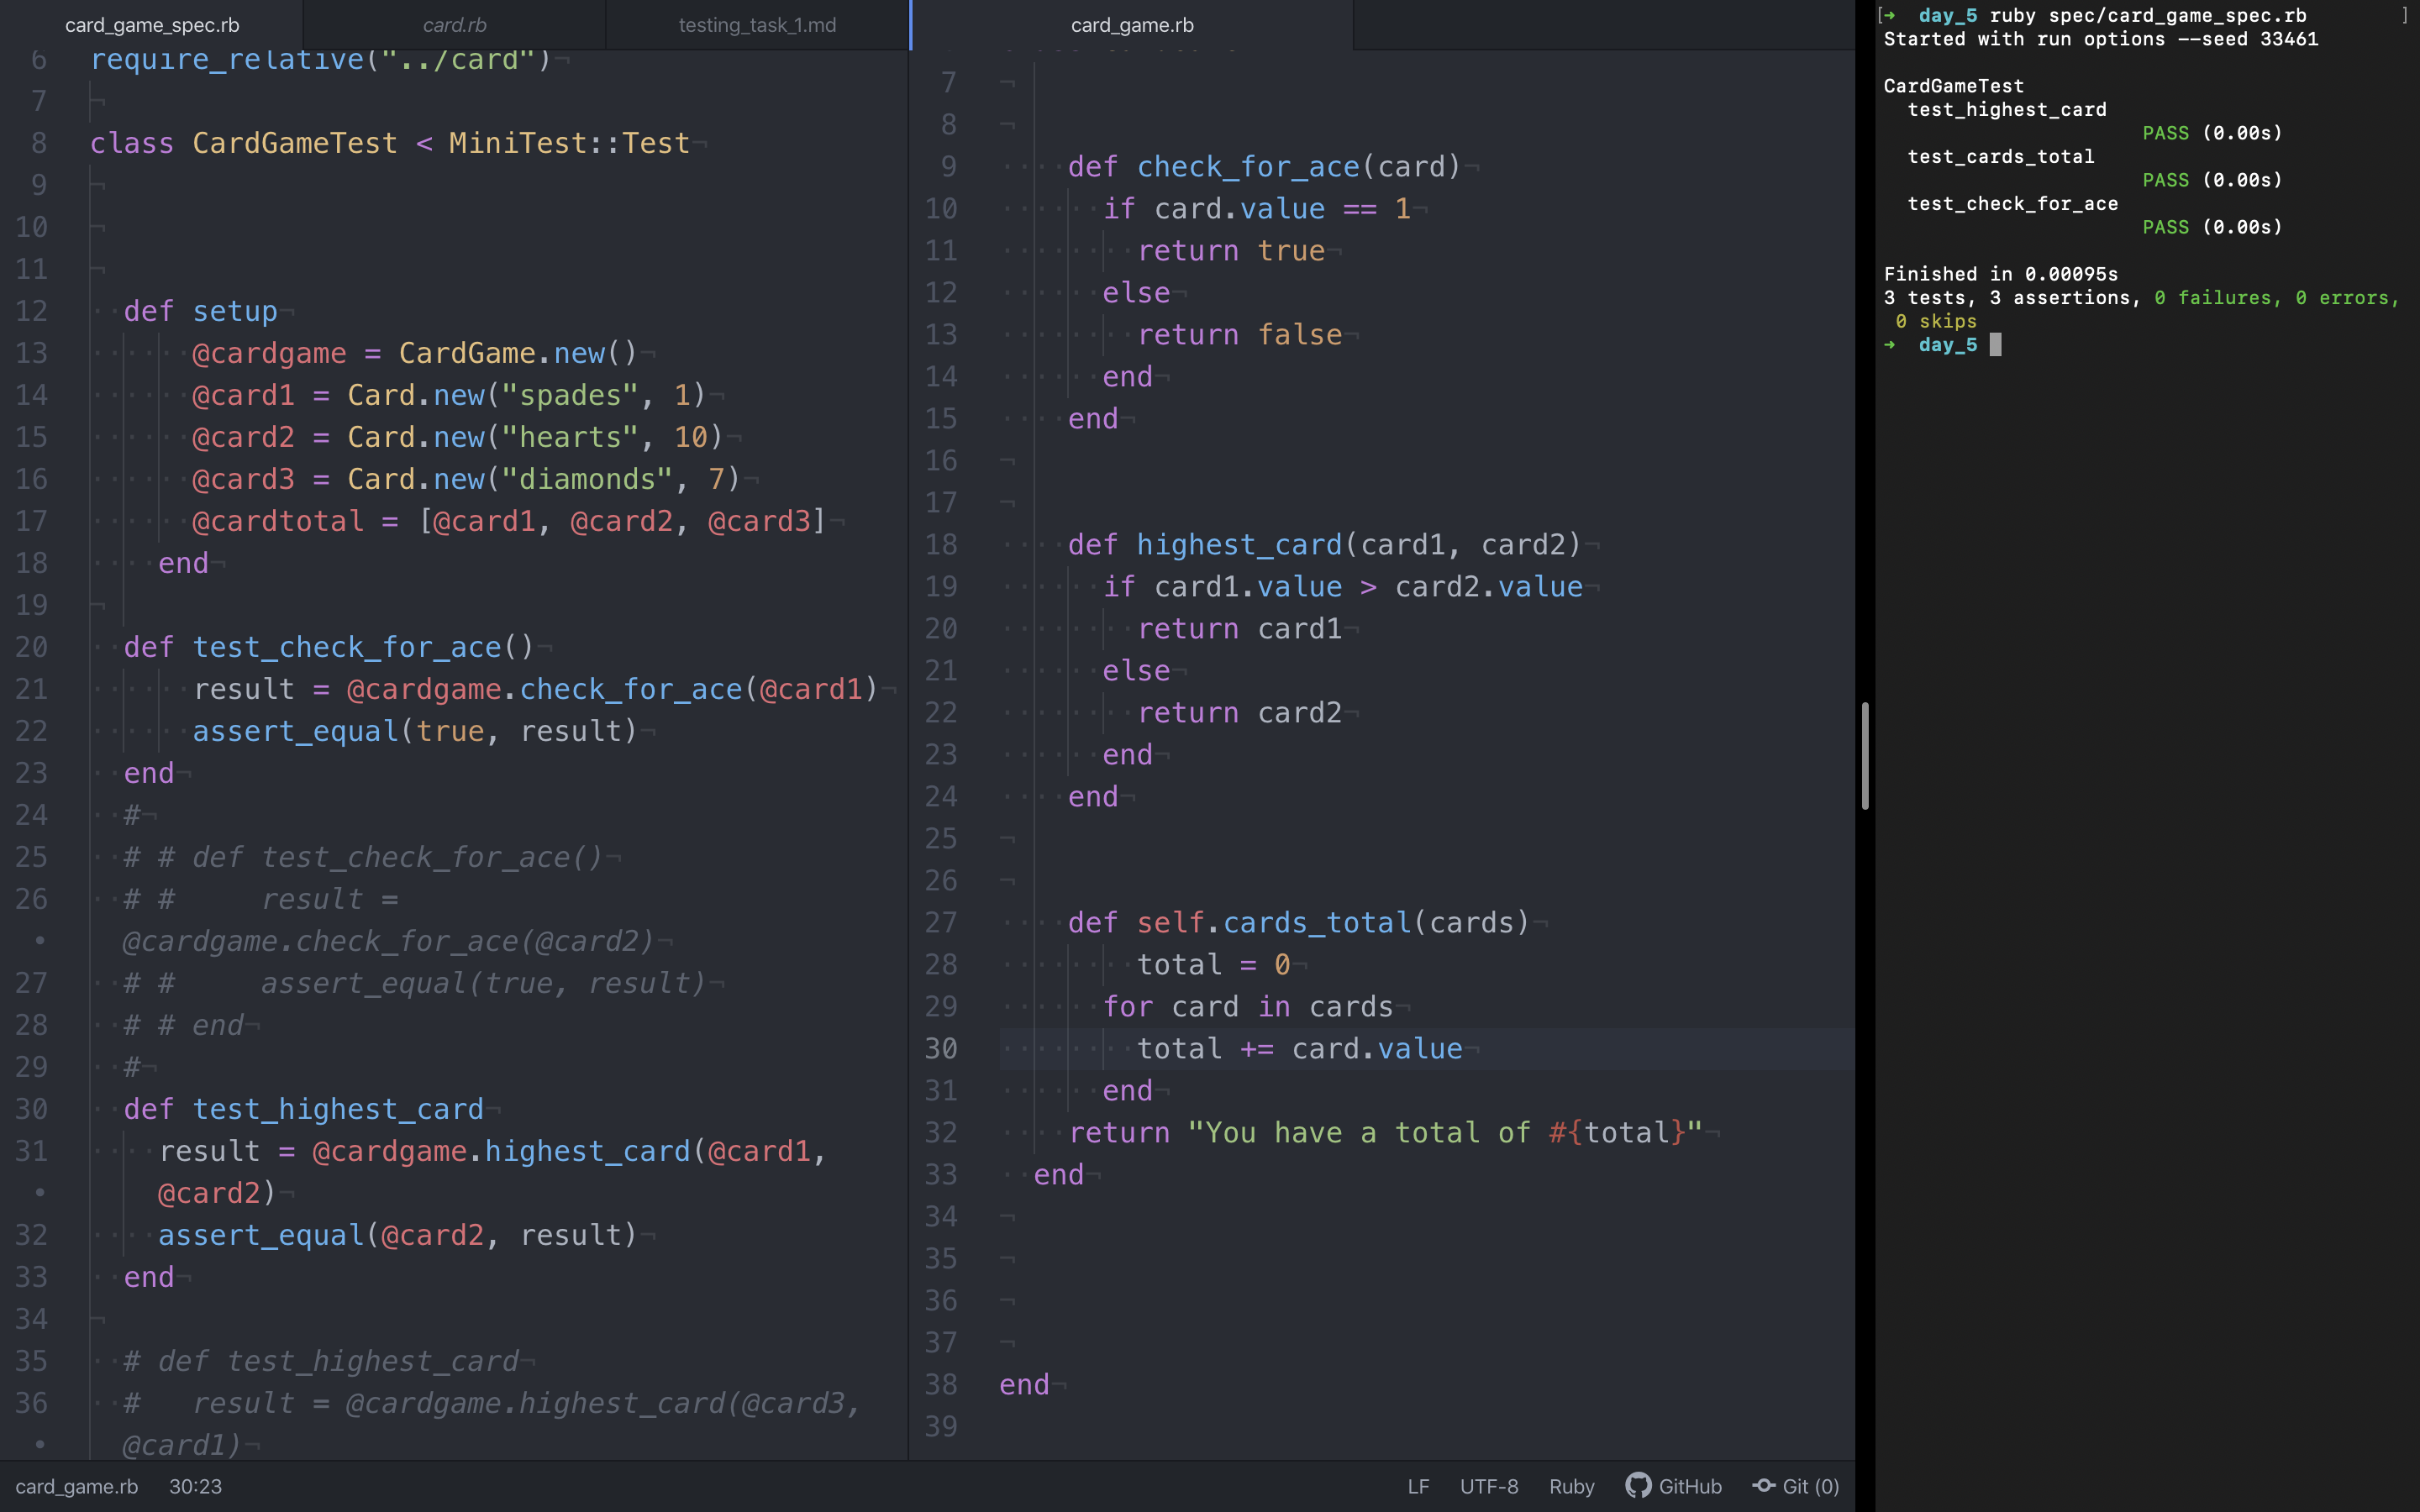 card_game_spec.rb
card.rb
testing_task_1.md
6 require_relative("../card")
7
8 class CardGameTest < MiniTest::Test
9
10
11
12 def setup
13 @cardgame = CardGame.new()
14 @card1 = Card.new("spades", 1)
15 @card2 = Card.new("hearts", 10)
16 @card3 = Card.new("diamonds", 7)
17 @cardtotal = [@card1, @card2, @card3]
18 end
19
20 def test_check_for_ace()
21 result = @cardgame.check_for_ace(@card1)
22 assert_equal(true, result)
23 end
24 #
25 # # def test_check_for_ace()
26 # # result =
• @cardgame.check_for_ace(@card2)
27 # # assert_equal(true, result)
28 # # end
29 #
30 def test_highest_card
31 result = @cardgame.highest_card(@card1,
• @card2)
32 assert_equal(@card2, result)
33 end
34
35 # def test_highest_card
36 # result = @cardgame.highest_card(@card3,
• @card1)
card_game.rb
7
8
9 def check_for_ace(card)
10 if card.value == 1
11 return true
12 else
13 return false
14 end
15 end
16
17
18 def highest_card(card1, card2)
19 if card1.value > card2.value
20 return card1
21 else
22 return card2
23 end
24 end
25
26
27 def self.cards_total(cards)
28 total = 0
29 for card in cards
30 total += card.value
31 end
32 return "You have a total of #{total}"
33 end
34
35
36
37
38 end
39
card_game.rb 30:23
LF UTF-8 Ruby GitHub Git (0)
[➜ day_5 ruby spec/card_game_spec.rb ]
Started with run options --seed 33461
CardGameTest
test_highest_card
PASS (0.00s)
test_cards_total
PASS (0.00s)
test_check_for_ace
PASS (0.00s)
Finished in 0.00095s
3 tests, 3 assertions, 0 failures, 0 errors,
0 skips
➜ day_5